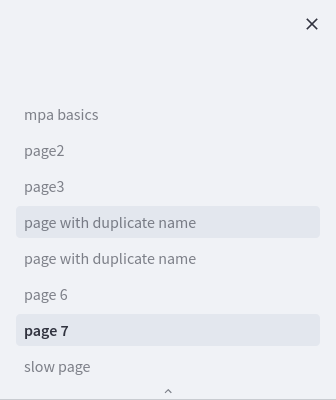 mpa basics
page2
page3
page with duplicate name
page with duplicate name
page 6
page 7
slow page